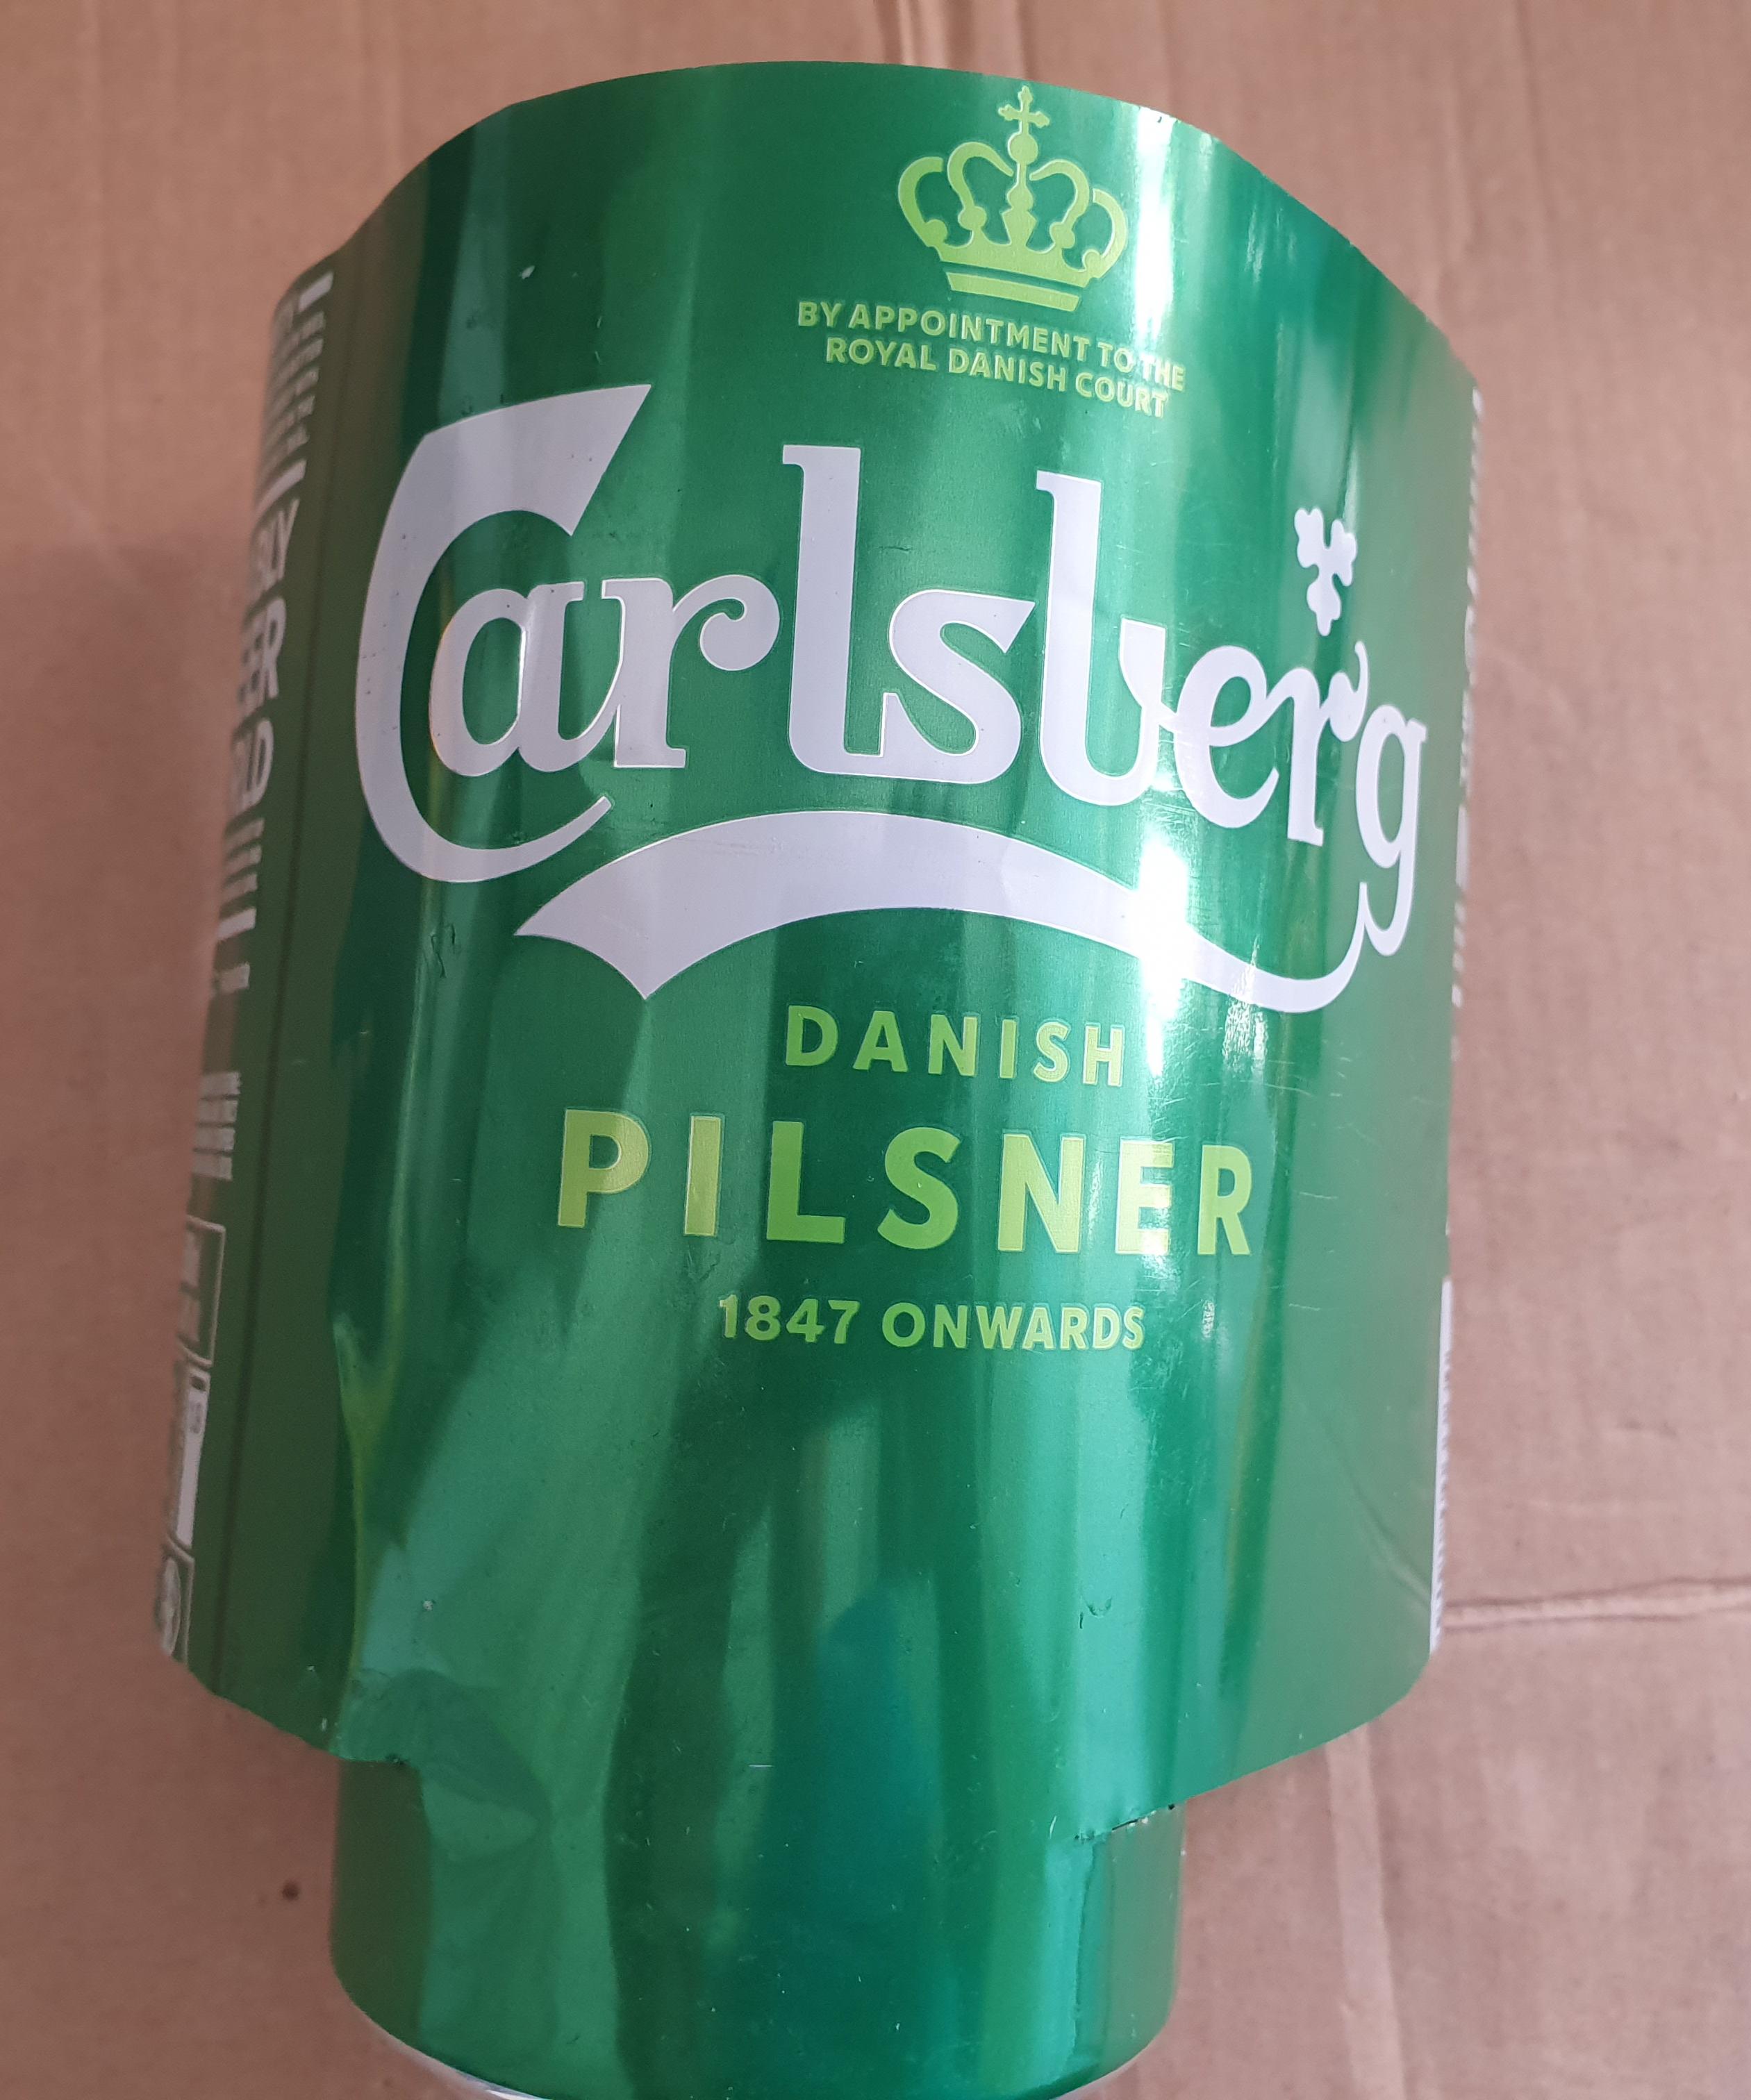 BY APPOINTMENT TO THE
ROYAL DANISH COURT
Carlsberg
DANISH
PILSNER
1847 ONWARDS